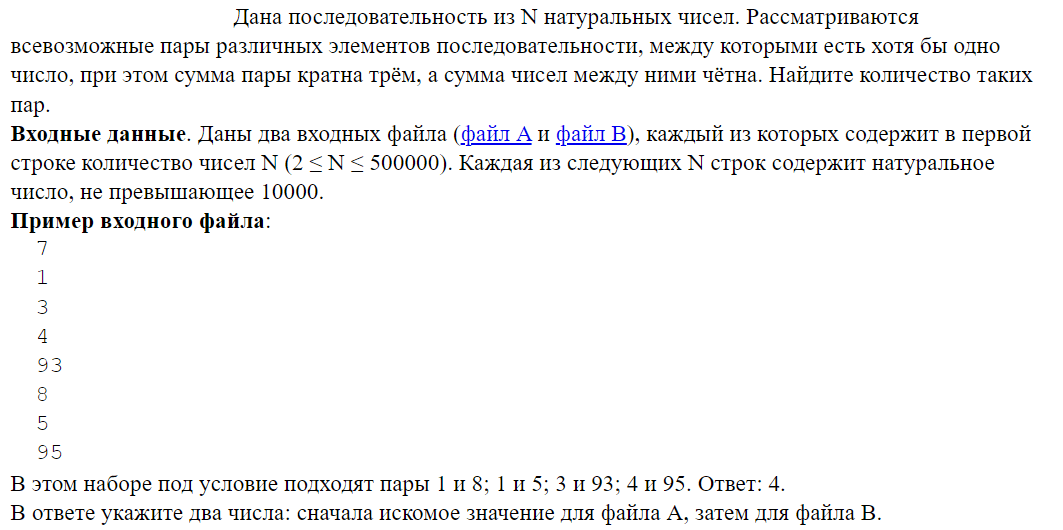 Дана последовательность из N натуральных чисел. Рассматриваются
всевозможные пары различных элементов последовательности, между которыми есть хотя бы одно
число, при этом сумма пары кратна трём, а сумма чисел между ними чётна. Найдите количество таких
пар.
Входные данные. Даны два входных файла (файл A и файл B), каждый из которых содержит в первой
строке количество чисел N (2 ≤ N ≤ 500000). Каждая из следующих N строк содержит натуральное
число, не превышающее 10000.
Пример входного файла:
7
1
3
4
93
8
5
95
В этом наборе под условие подходят пары 1 и 8; 1 и 5; 3 и 93; 4 и 95. Ответ: 4.
В ответе укажите два числа: сначала искомое значение для файла А, затем для файла B.